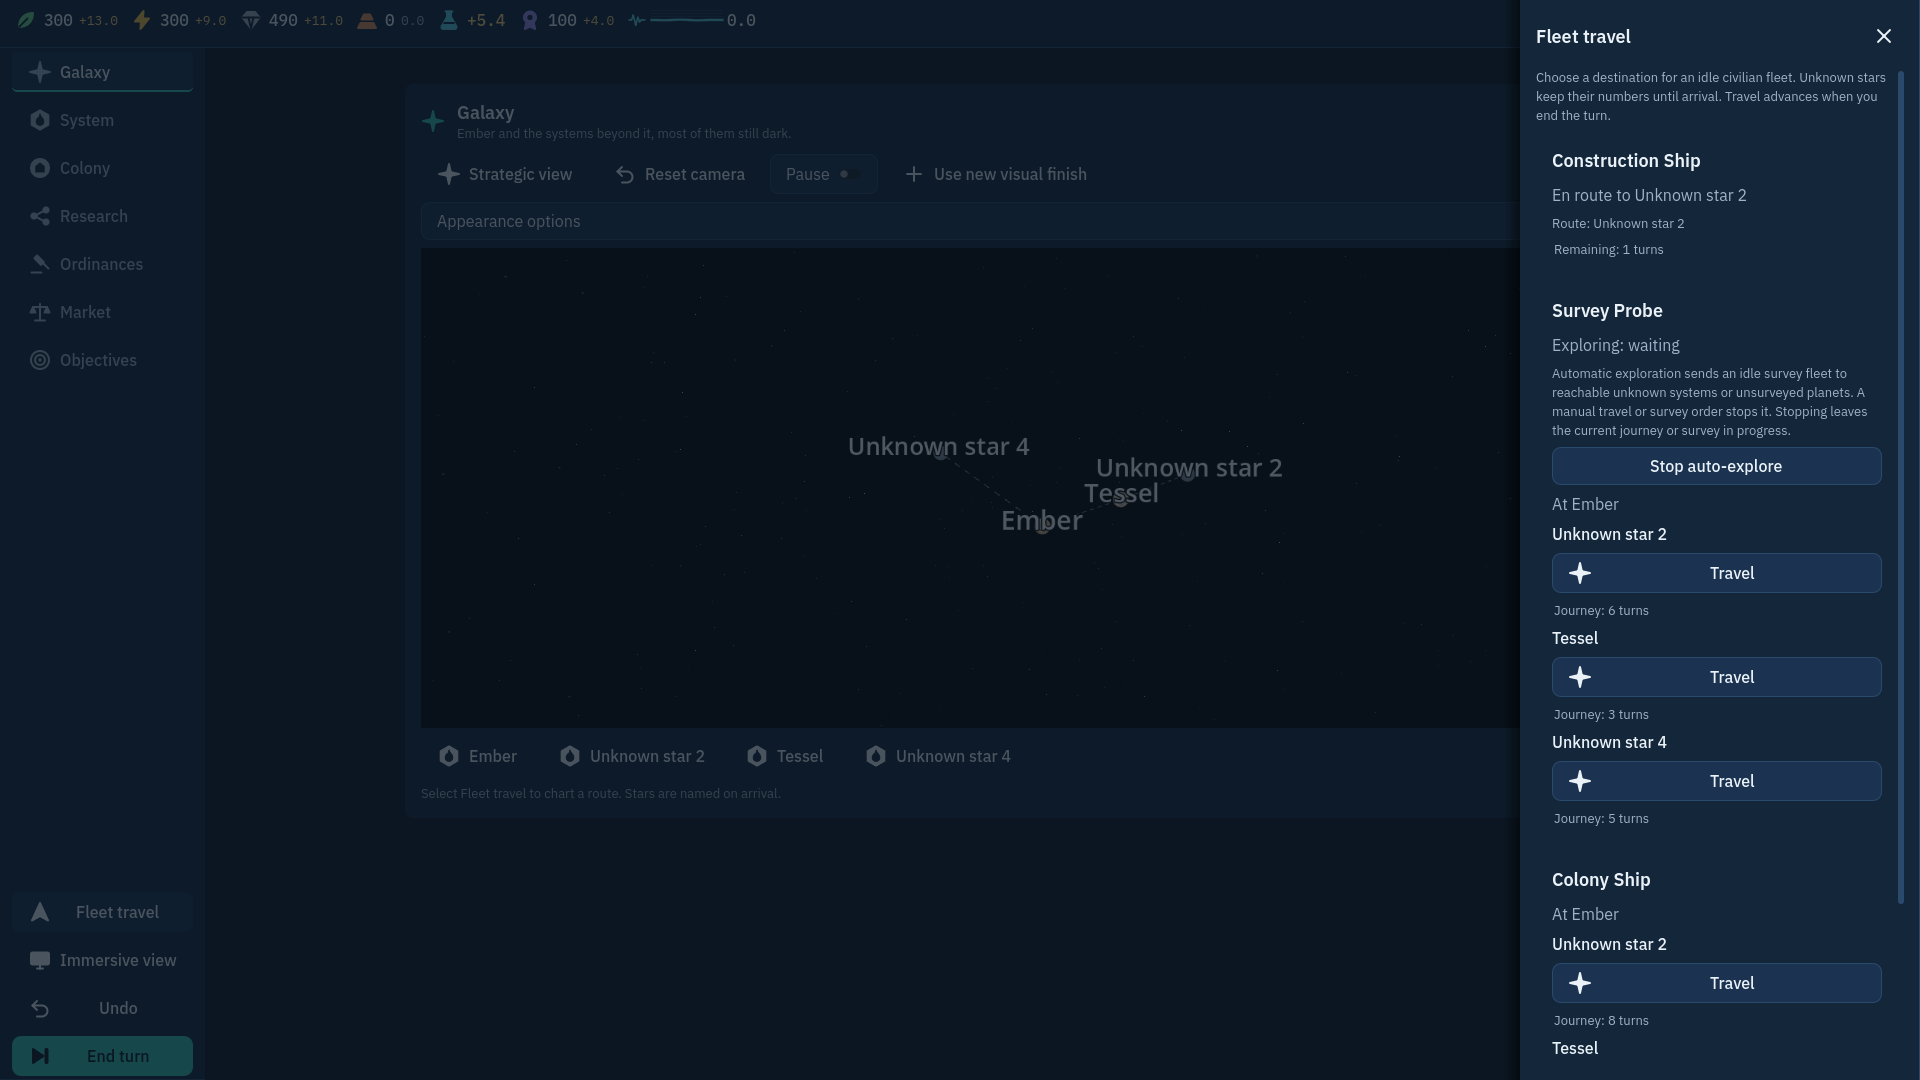 300 +13.0 300 +9.0 490 +11.0 0 0.0 +5.4 100 +4.0 0.0
Galaxy
System
Colony
Research
Ordinances
Market
Objectives
Fleet travel
Immersive view
Undo
End turn
Galaxy
Ember and the systems beyond it, most of them still dark.
Strategic view Reset camera Pause Use new visual finish
Appearance options
Unknown star 4
Unknown star 2
Tessel
Ember
Ember Unknown star 2 Tessel Unknown star 4
Select Fleet travel to chart a route. Stars are named on arrival.
Fleet travel
Choose a destination for an idle civilian fleet. Unknown stars
keep their numbers until arrival. Travel advances when you
end the turn.
Construction Ship
En route to Unknown star 2
Route: Unknown star 2
Remaining: 1 turns
Survey Probe
Exploring: waiting
Automatic exploration sends an idle survey fleet to
reachable unknown systems or unsurveyed planets. A
manual travel or survey order stops it. Stopping leaves
the current journey or survey in progress.
Stop auto-explore
At Ember
Unknown star 2
Travel
Journey: 6 turns
Tessel
Travel
Journey: 3 turns
Unknown star 4
Travel
Journey: 5 turns
Colony Ship
At Ember
Unknown star 2
Travel
Journey: 8 turns
Tessel